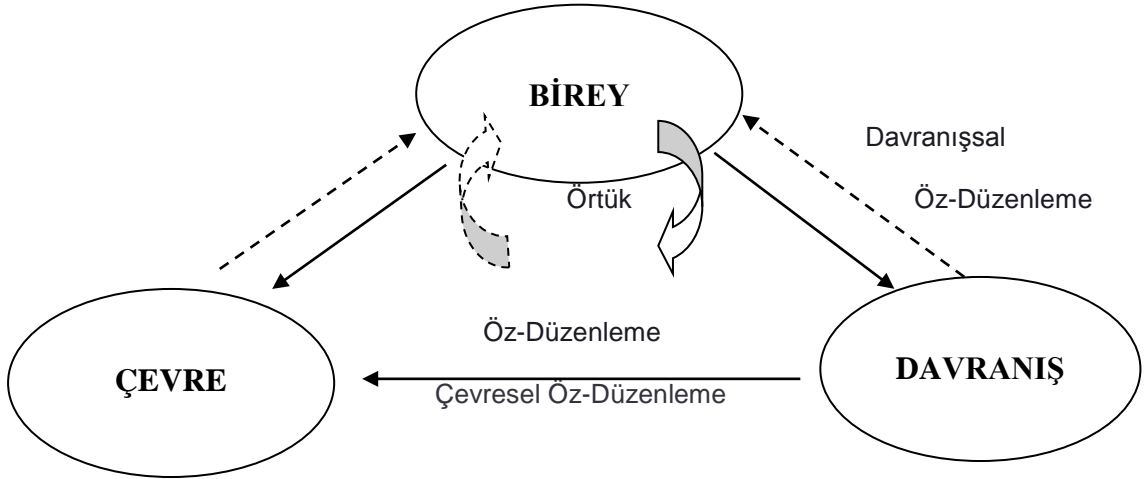 BİREY
Davranışsal
Örtük
Öz-Düzenleme
Öz-Düzenleme
ÇEVRE
DAVRANIŞ
Çevresel Öz-Düzenleme